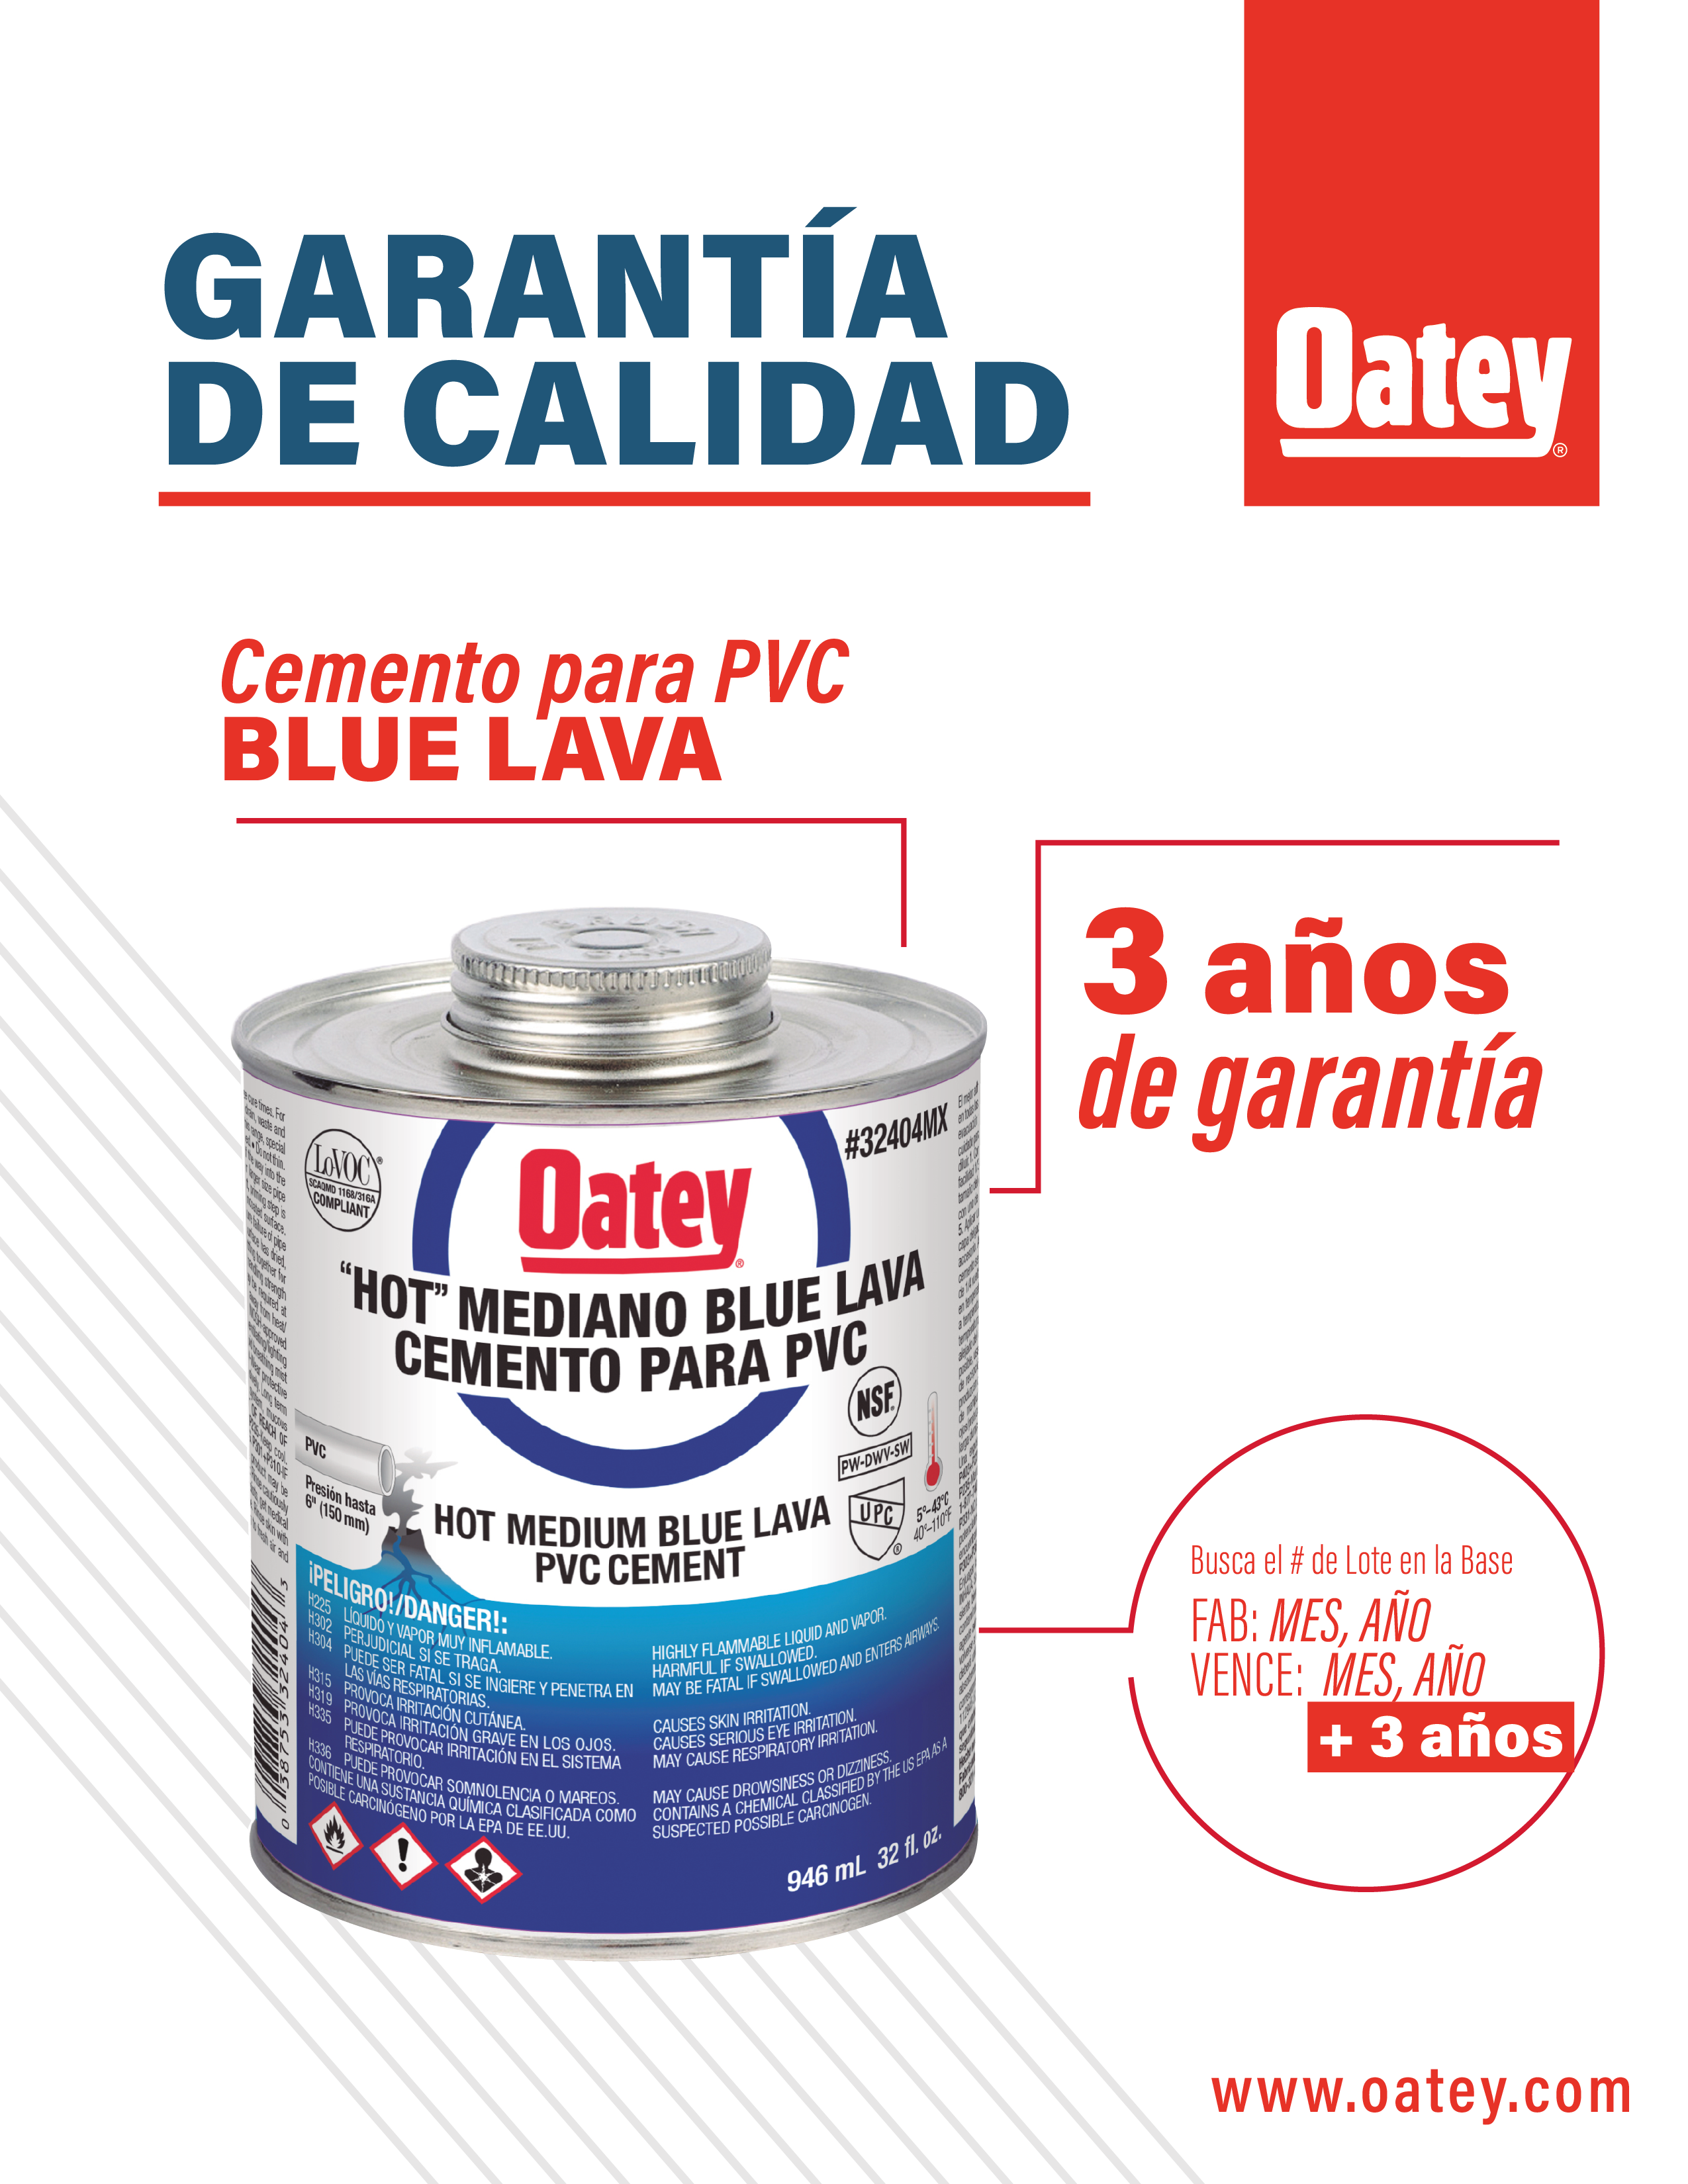 GARANTÍA
DE CALIDAD
Oatey®
Cemento para PVC
BLUE LAVA
3 años
de garantía
#32404MX
LoVOC®
SCAQMD 1168/316A
COMPLIANT
Oatey®
“HOT” MEDIANO BLUE LAVA
CEMENTO PARA PVC
NSF
PW-DWV-SW
UPC®
5°–43°C
40°–110°F
PVC
Presión hasta
6" (150 mm)
HOT MEDIUM BLUE LAVA
PVC CEMENT
¡PELIGRO!/DANGER!:
H225 LÍQUIDO Y VAPOR MUY INFLAMABLE.
H302 PERJUDICIAL SI SE TRAGA.
H304 PUEDE SER FATAL SI SE INGIERE Y PENETRA EN
LAS VÍAS RESPIRATORIAS.
H315 PROVOCA IRRITACIÓN CUTÁNEA.
H319 PROVOCA IRRITACIÓN GRAVE EN LOS OJOS.
H335 PUEDE PROVOCAR IRRITACIÓN EN EL SISTEMA
RESPIRATORIO.
H336 PUEDE PROVOCAR SOMNOLENCIA O MAREOS.
CONTIENE UNA SUSTANCIA QUÍMICA CLASIFICADA COMO
POSIBLE CARCINÓGENO POR LA EPA DE EE.UU.
HIGHLY FLAMMABLE LIQUID AND VAPOR.
HARMFUL IF SWALLOWED.
MAY BE FATAL IF SWALLOWED AND ENTERS AIRWAYS.
CAUSES SKIN IRRITATION.
CAUSES SERIOUS EYE IRRITATION.
MAY CAUSE RESPIRATORY IRRITATION.
MAY CAUSE DROWSINESS OR DIZZINESS.
CONTAINS A CHEMICAL CLASSIFIED BY THE US EPA AS A
SUSPECTED POSSIBLE CARCINOGEN.
946 mL 32 fl. oz.
0 38753 32404 5
Busca el # de Lote en la Base
FAB: MES, AÑO
VENCE: MES, AÑO
+ 3 años
www.oatey.com